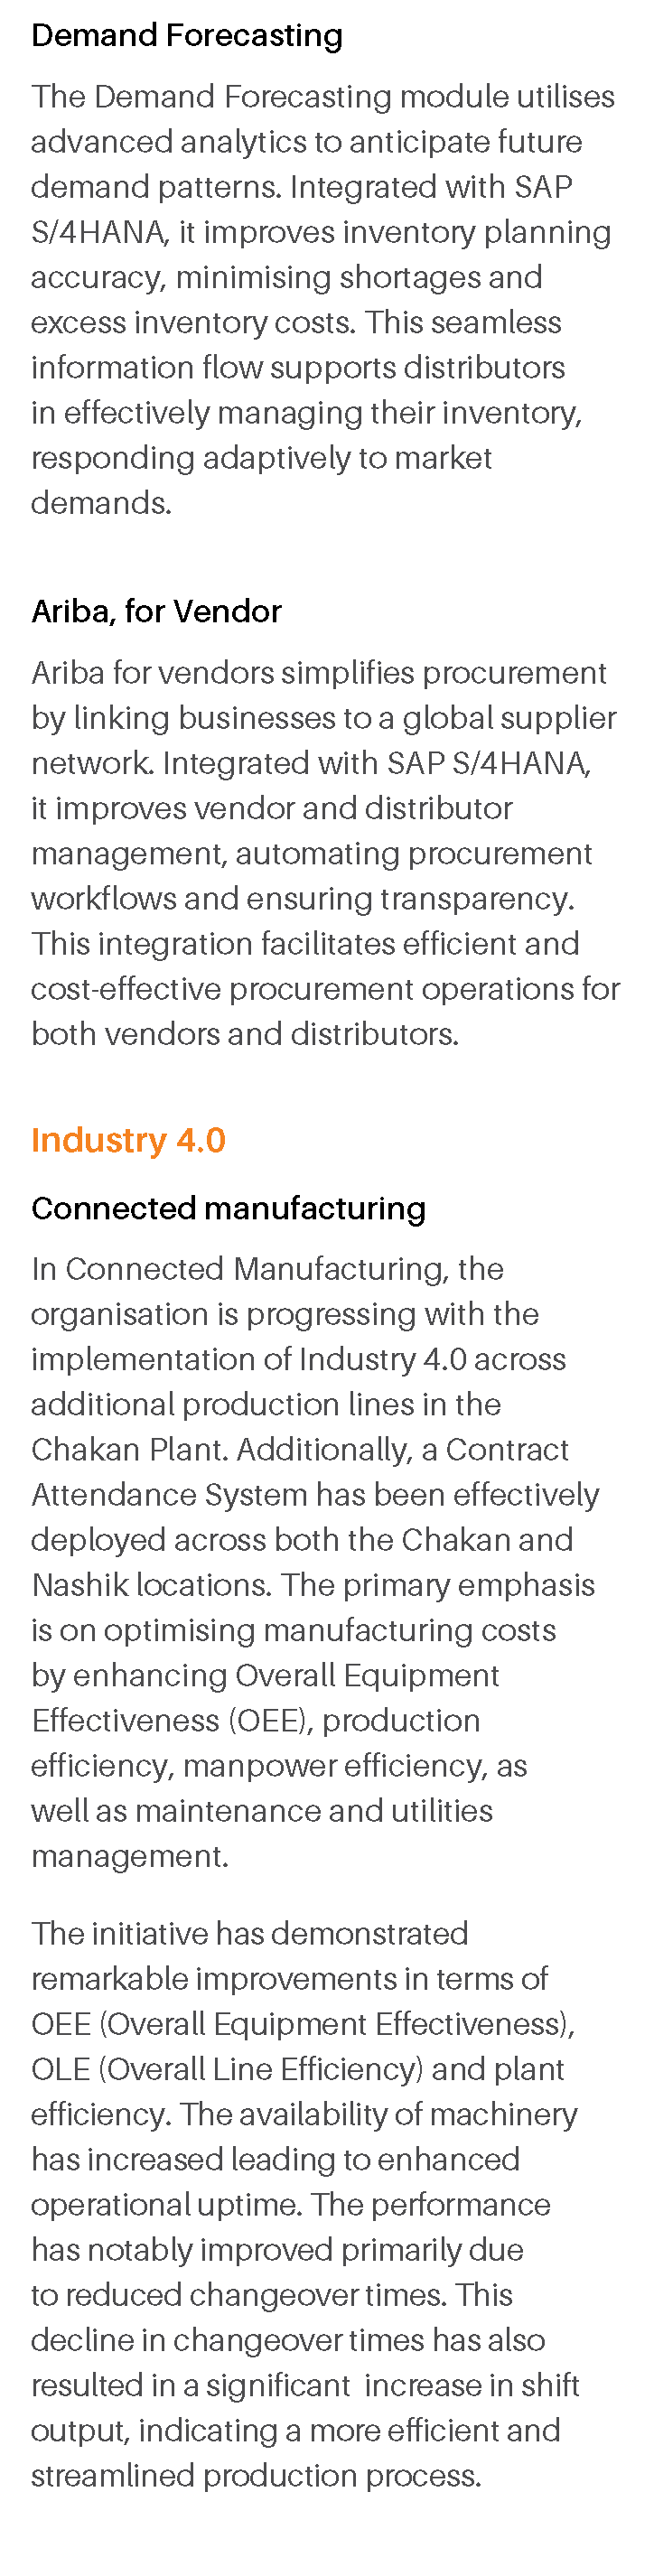 Demand Forecasting
The Demand Forecasting module utilises
advanced analytics to anticipate future
demand patterns. Integrated with SAP
S/4HANA, it improves inventory planning
accuracy, minimising shortages and
excess inventory costs. This seamless
information flow supports distributors
in effectively managing their inventory,
responding adaptively to market
demands.
Ariba, for Vendor
Ariba for vendors simplifies procurement
by linking businesses to a global supplier
network. Integrated with SAP S/4HANA,
it improves vendor and distributor
management, automating procurement
workflows and ensuring transparency.
This integration facilitates efficient and
cost-effective procurement operations for
both vendors and distributors.
Industry 4.0
Connected manufacturing
In Connected Manufacturing, the
organisation is progressing with the
implementation of Industry 4.0 across
additional production lines in the
Chakan Plant. Additionally, a Contract
Attendance System has been effectively
deployed across both the Chakan and
Nashik locations. The primary emphasis
is on optimising manufacturing costs
by enhancing Overall Equipment
Effectiveness (OEE), production
efficiency, manpower efficiency, as
well as maintenance and utilities
management.
The initiative has demonstrated
remarkable improvements in terms of
OEE (Overall Equipment Effectiveness),
OLE (Overall Line Efficiency) and plant
efficiency. The availability of machinery
has increased leading to enhanced
operational uptime. The performance
has notably improved primarily due
to reduced changeover times. This
decline in changeover times has also
resulted in a significant  increase in shift
output, indicating a more efficient and
streamlined production process.